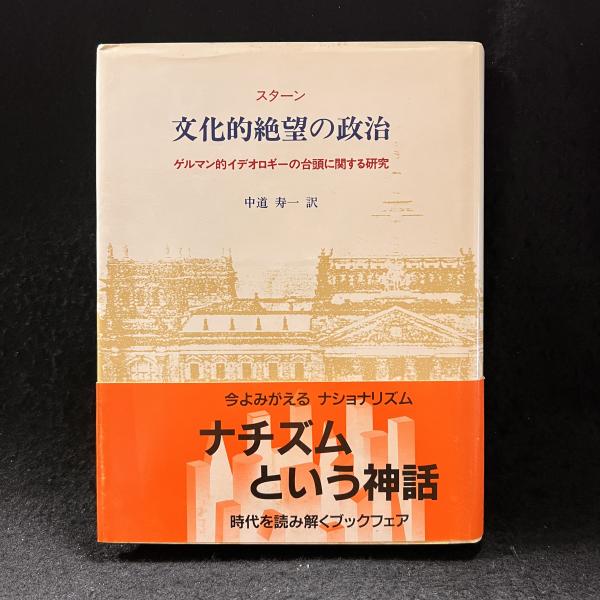 スターン
文化的絶望の政治
ゲルマン的イデオロギーの台頭に関する研究
中道 寿一 訳
今よみがえる ナショナリズム
ナチズム
という神話
時代を読み解くブックフェア